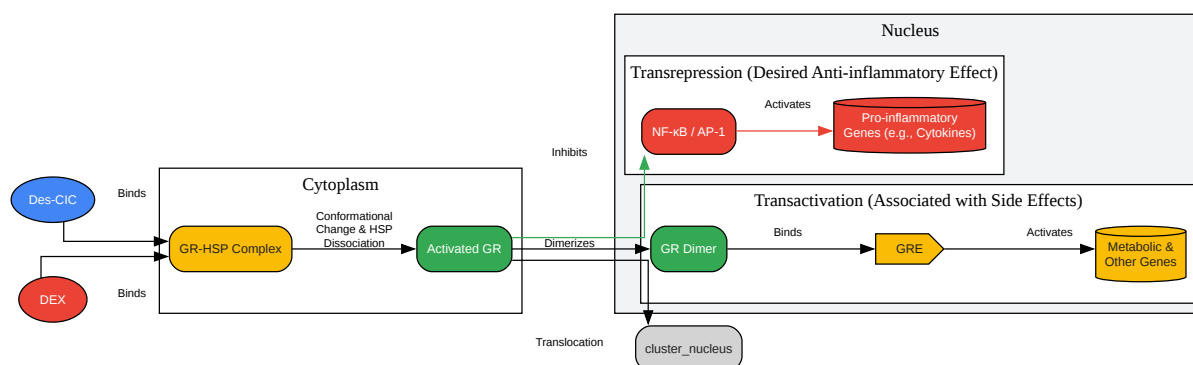 Nucleus
Transrepression (Desired Anti-inflammatory Effect)
NF-κB / AP-1
Activates
Pro-inflammatory
Genes (e.g., Cytokines)
Inhibits
Cytoplasm
Transactivation (Associated with Side Effects)
Des-CIC
Binds
DEX
Binds
GR-HSP Complex
Conformational
Change & HSP
Dissociation
Activated GR
Dimerizes
GR Dimer
Binds
GRE
Activates
Metabolic &
Other Genes
Translocation
cluster_nucleus